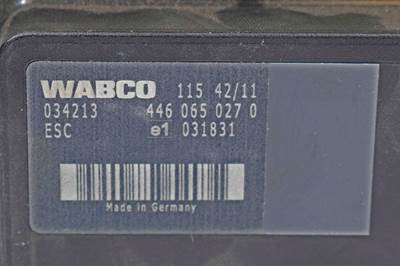 WABCO 115 42/11
034213 446 065 027 0
ESC e1 031831
Made in Germany